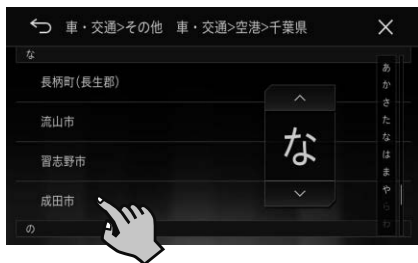 車・交通>その他 車・交通>空港>千葉県
な
長柄町(長生郡)
流山市
習志野市
成田市
の
な
あ
か
さ
た
な
は
ま
や
ら
わ